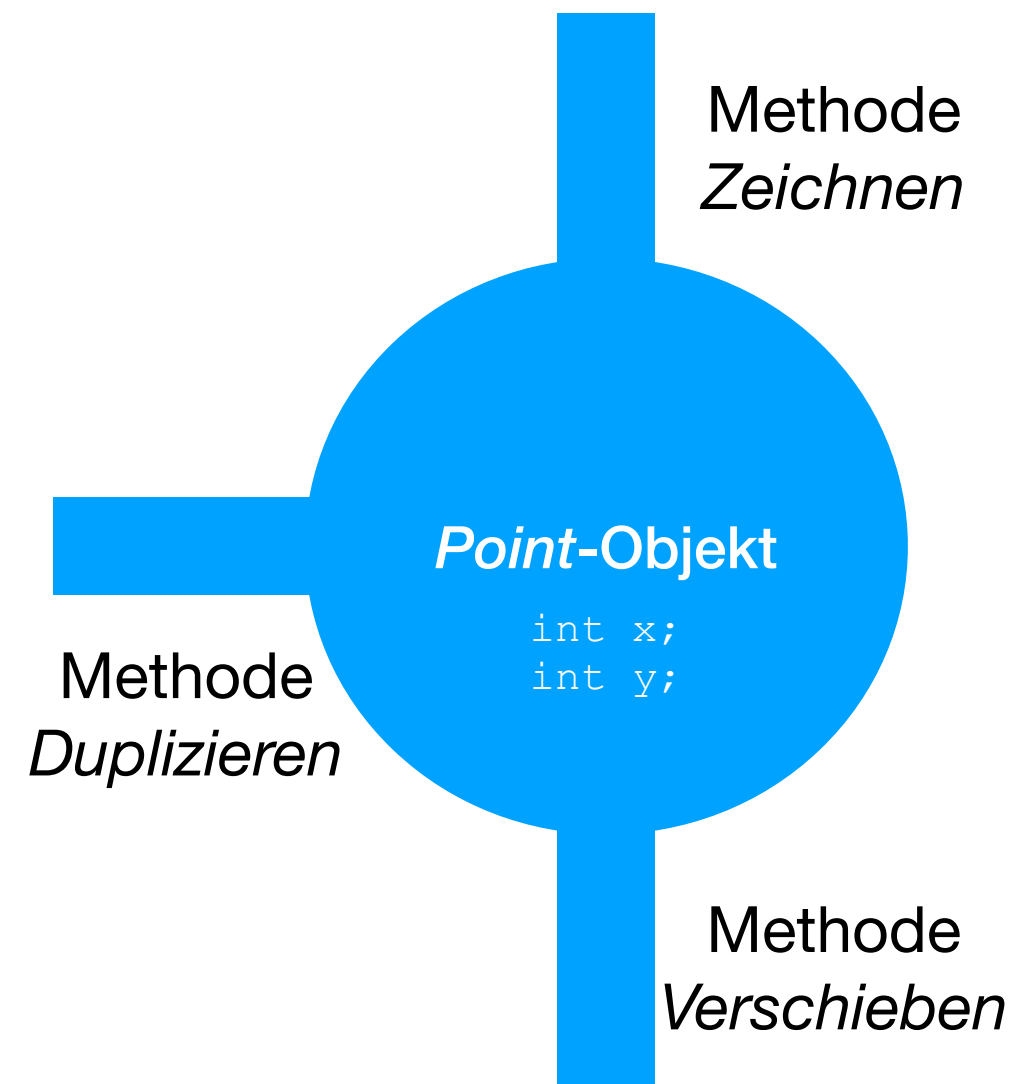 Methode
Zeichnen
Point-Objekt
int x;
int y;
Methode
Duplizieren
Methode
Verschieben